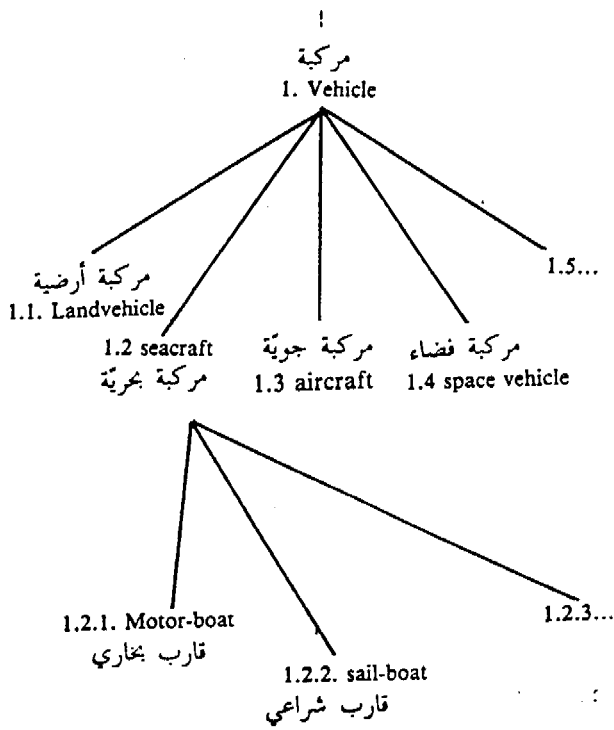 مركبة
1. Vehicle
مركبة أرضية
1.1. Landvehicle
1.5...
1.2 seacraft
مركبة بحريّة
مركبة جويّة
1.3 aircraft
مركبة فضاء
1.4 space vehicle
1.2.1. Motor-boat
قارب بخاري
1.2.2. sail-boat
قارب شراعي
1.2.3...